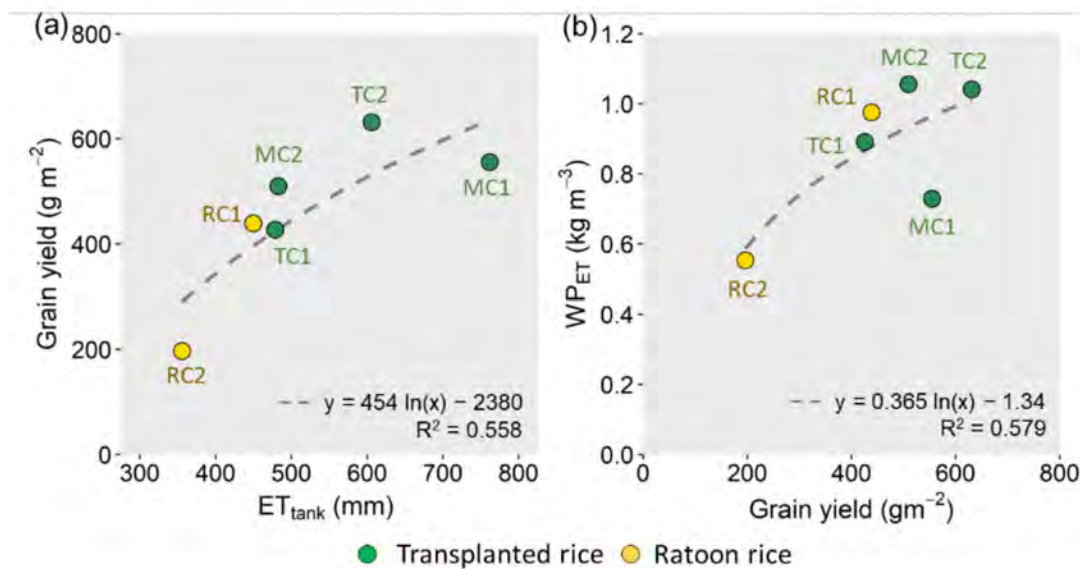 (a)
800
600
400
200
0
Grain yield (g m⁻²)
TC2
MC2
MC1
RC1
TC1
RC2
y = 454 ln(x) − 2380
R² = 0.558
300 400 500 600 700 800
ET_tank (mm)
(b)
1.2
1.0
0.8
0.6
0.4
0.2
0.0
WP_ET (kg m⁻³)
MC2 TC2
RC1
TC1
MC1
RC2
y = 0.365 ln(x) − 1.34
R² = 0.579
0 200 400 600 800
Grain yield (gm⁻²)
Transplanted rice Ratoon rice